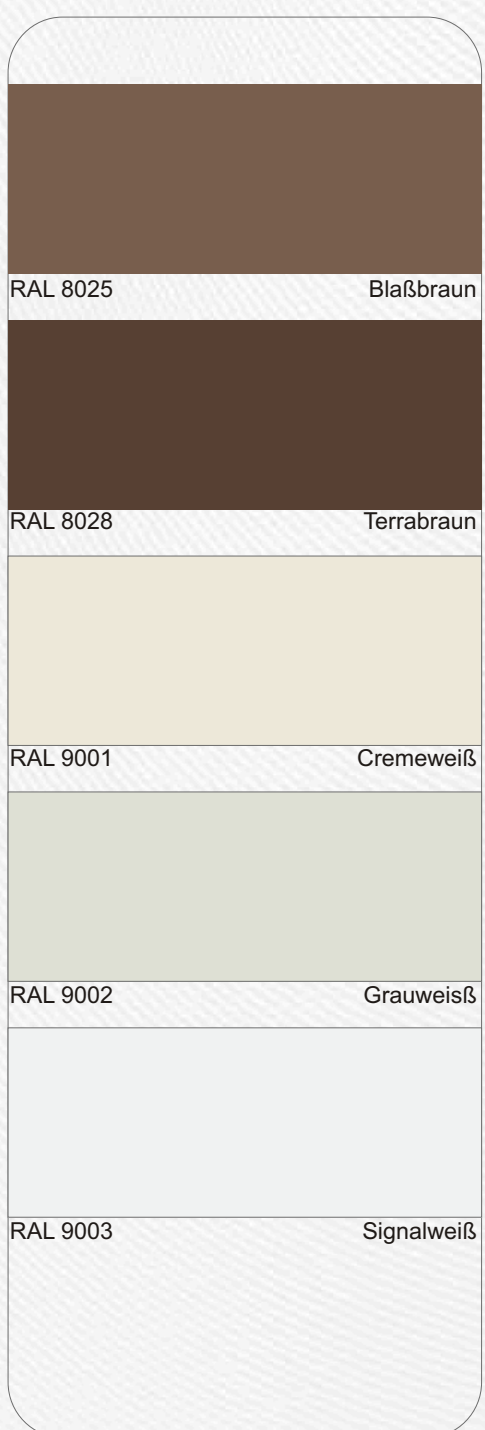 RAL 8025 Blaßbraun
RAL 8028 Terrabraun
RAL 9001 Cremeweiß
RAL 9002 Grauweisß
RAL 9003 Signalweiß